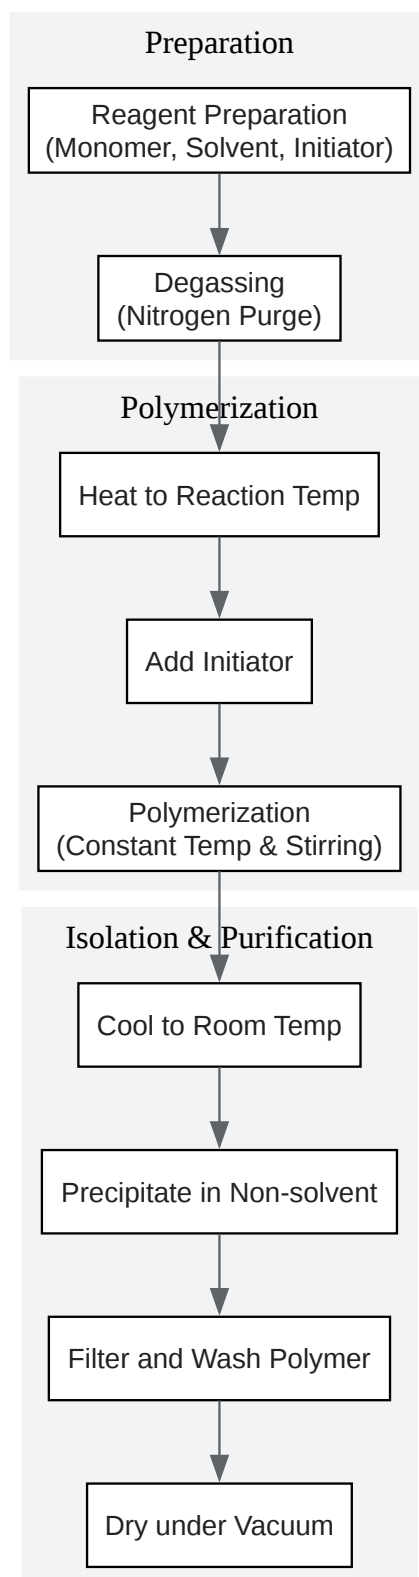 Preparation
Reagent Preparation
(Monomer, Solvent, Initiator)
Degassing
(Nitrogen Purge)
Polymerization
Heat to Reaction Temp
Add Initiator
Polymerization
(Constant Temp & Stirring)
Isolation & Purification
Cool to Room Temp
Precipitate in Non-solvent
Filter and Wash Polymer
Dry under Vacuum